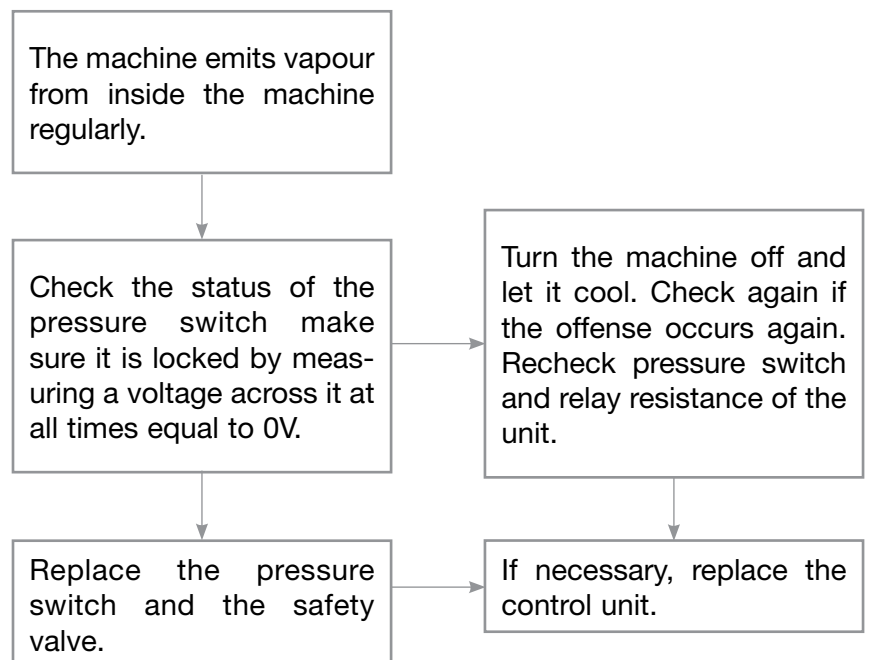 The machine emits vapour
from inside the machine
regularly.
Check the status of the
pressure switch make
sure it is locked by meas-
uring a voltage across it at
all times equal to 0V.
Turn the machine off and
let it cool. Check again if
the offense occurs again.
Recheck pressure switch
and relay resistance of the
unit.
Replace the pressure
switch and the safety
valve.
If necessary, replace the
control unit.